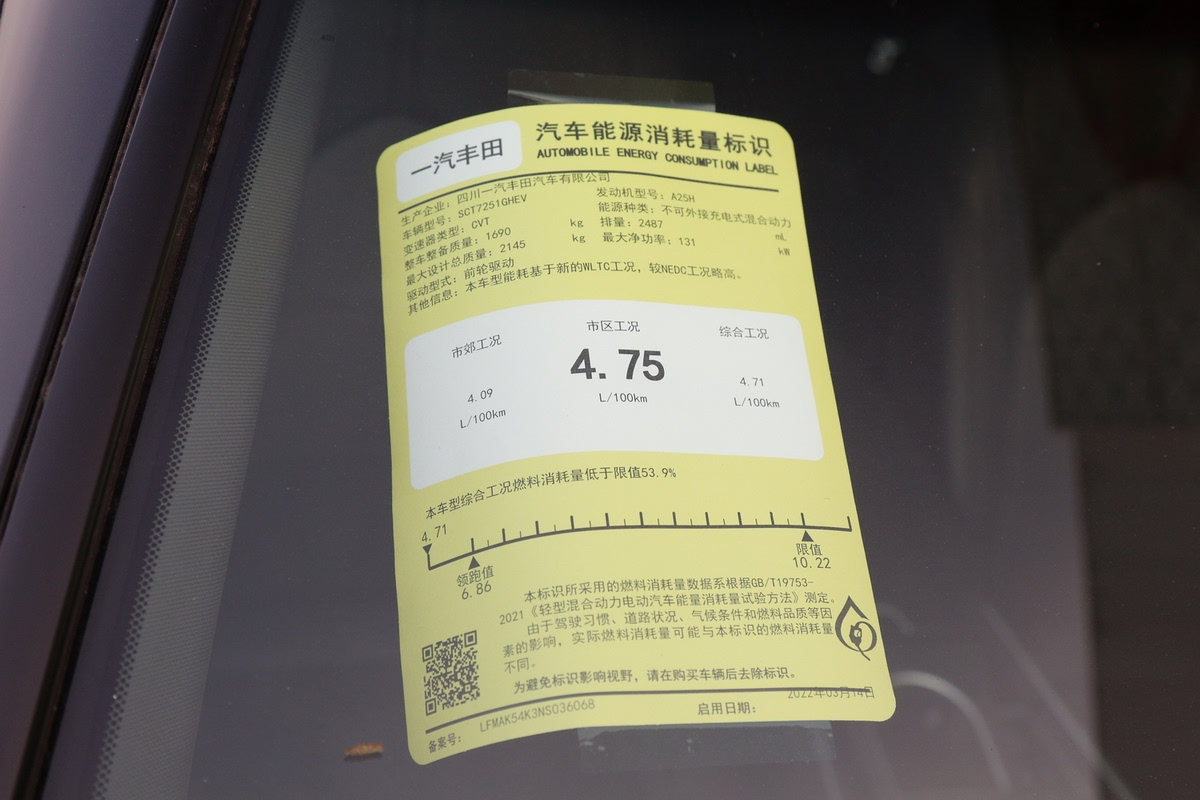 一汽丰田
汽车能源消耗量标识
AUTOMOBILE ENERGY CONSUMPTION LABEL
生产企业：四川一汽丰田汽车有限公司
车辆型号：SCT7251GHEV
发动机型号：A25H
变速器类型：CVT
能源种类：不可外接充电式混合动力
整车整备质量：1690 kg
排量：2487 mL
最大设计总质量：2145 kg
最大净功率：131 kW
驱动型式：前轮驱动
其他信息：本车型能耗基于新的WLTC工况，较NEDC工况略高。
市郊工况
市区工况
综合工况
4.09
4.75
4.71
L/100km
L/100km
L/100km
本车型综合工况燃料消耗量低于限值53.9%
4.71
领跑值
6.86
限值
10.22
本标识所采用的燃料消耗量数据系根据GB/T19753-
2021《轻型混合动力电动汽车能量消耗量试验方法》测定。
由于驾驶习惯、道路状况、气候条件和燃料品质等因
素的影响，实际燃料消耗量可能与本标识的燃料消耗量
不同。
为避免标识影响视野，请在购买车辆后去除标识。
备案号： LFMAK54K3NS036068
启用日期： 2022年03月14日